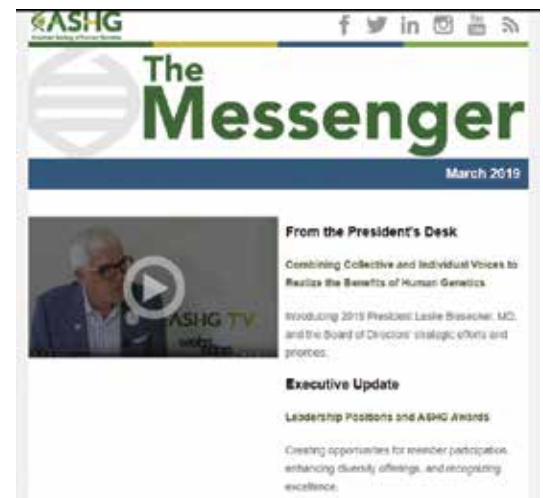 ASHG
The
Messenger
March 2019
ASHG TV
From the President's Desk
Combining Collective and Individual Voices to
Realize the Benefits of Human Genetics
Introducing 2019 President Leslie Biesecker, MD,
and the Board of Directors' strategic efforts and
priorities.
Executive Update
Leadership Positions and ASHG Awards
Creating opportunities for member participation,
enhancing diversity offerings, and recognizing
excellence.